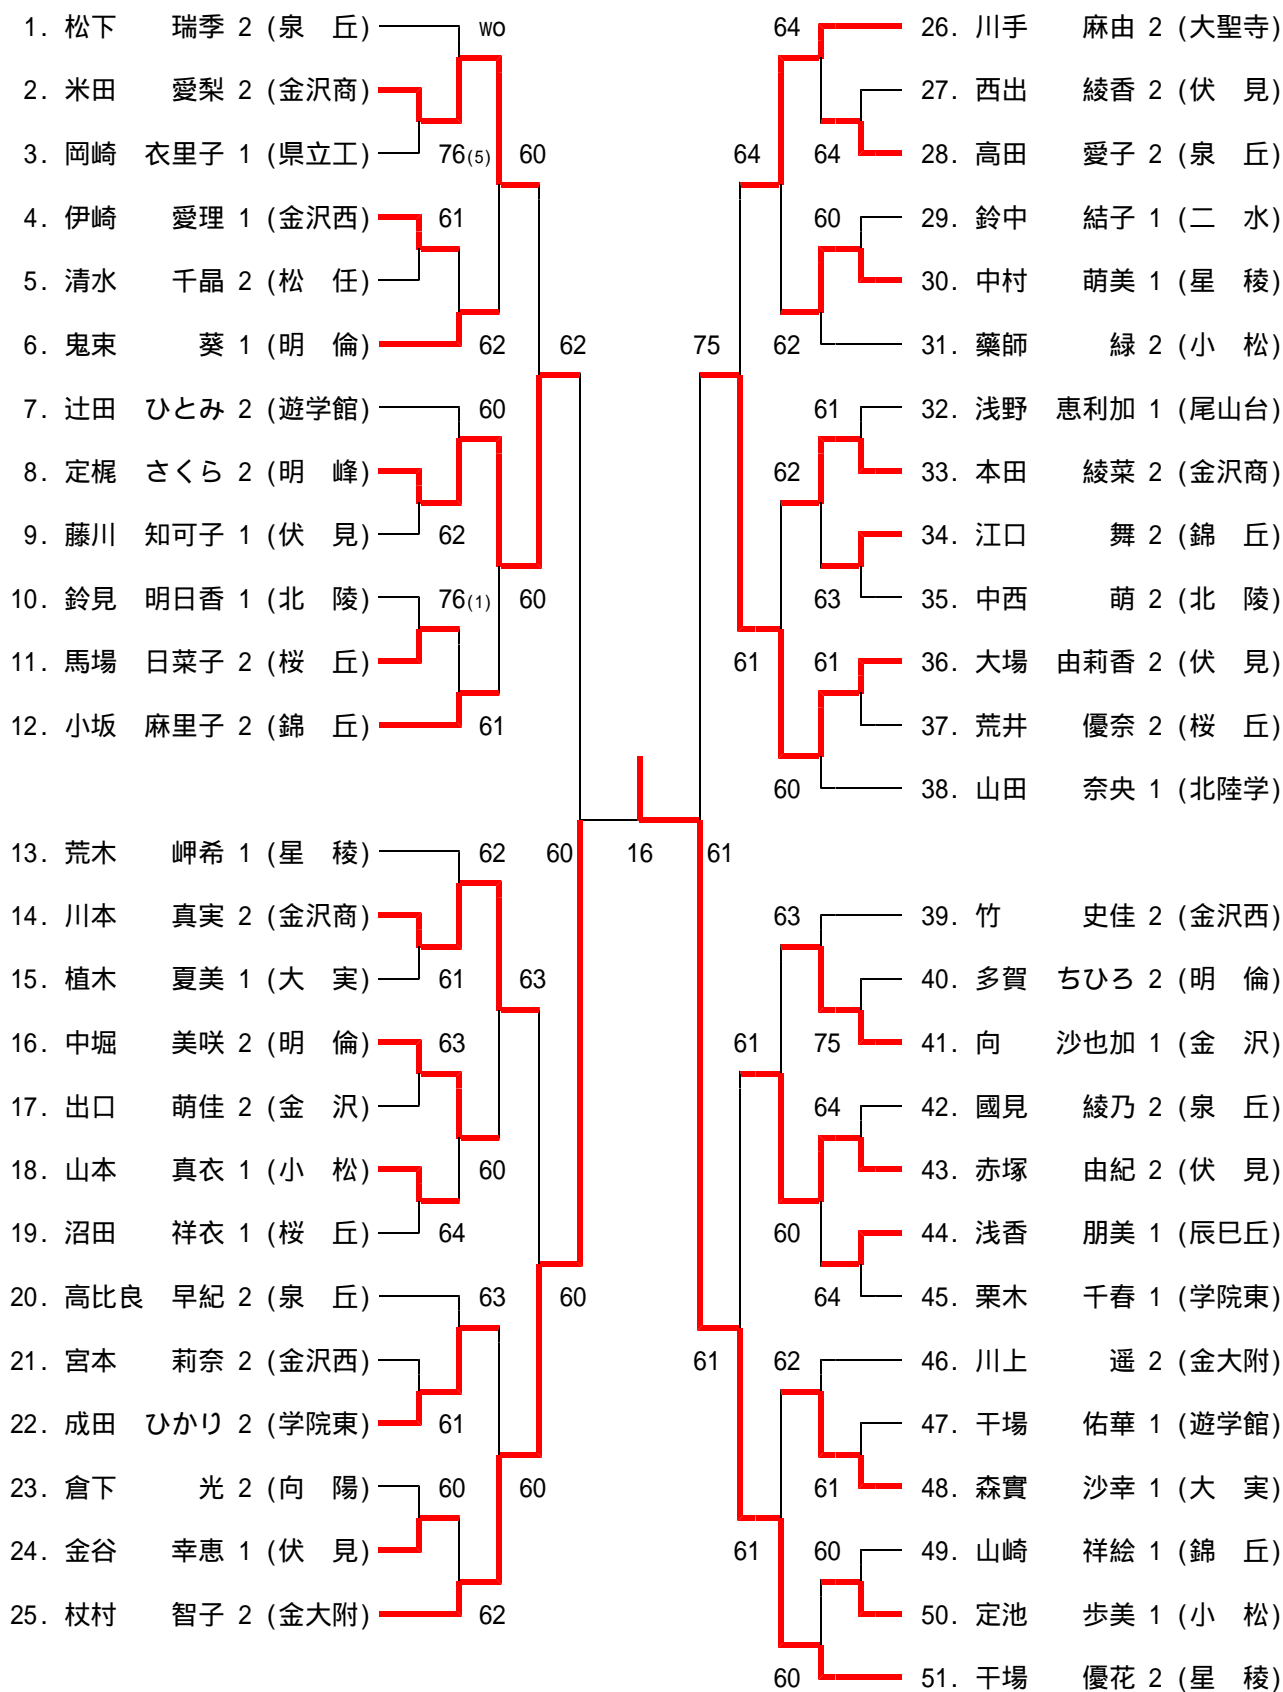 1. 松下 瑞季 2 (泉 丘)
wo
2. 米田 愛梨 2 (金沢商)
3. 岡崎 衣里子 1 (県立工)
76(5)
60
4. 伊崎 愛理 1 (金沢西)
61
5. 清水 千晶 2 (松 任)
6. 鬼束 葵 1 (明 倫)
62
62
7. 辻田 ひとみ 2 (遊学館)
60
8. 定梶 さくら 2 (明 峰)
9. 藤川 知可子 1 (伏 見)
62
10. 鈴見 明日香 1 (北 陵)
76(1)
60
11. 馬場 日菜子 2 (桜 丘)
12. 小坂 麻里子 2 (錦 丘)
61
13. 荒木 岬希 1 (星 稜)
62
60
16
61
14. 川本 真実 2 (金沢商)
15. 植木 夏美 1 (大 実)
61
63
16. 中堀 美咲 2 (明 倫)
63
17. 出口 萌佳 2 (金 沢)
18. 山本 真衣 1 (小 松)
60
19. 沼田 祥衣 1 (桜 丘)
64
20. 高比良 早紀 2 (泉 丘)
63
60
21. 宮本 莉奈 2 (金沢西)
22. 成田 ひかり 2 (学院東)
61
23. 倉下 光 2 (向 陽)
60
60
24. 金谷 幸恵 1 (伏 見)
25. 杖村 智子 2 (金大附)
62
64
26. 川手 麻由 2 (大聖寺)
27. 西出 綾香 2 (伏 見)
64
64
28. 高田 愛子 2 (泉 丘)
60
29. 鈴中 結子 1 (二 水)
30. 中村 萌美 1 (星 稜)
75
62
31. 藥師 緑 2 (小 松)
61
32. 浅野 恵利加 1 (尾山台)
62
33. 本田 綾菜 2 (金沢商)
34. 江口 舞 2 (錦 丘)
63
35. 中西 萌 2 (北 陵)
61
61
36. 大場 由莉香 2 (伏 見)
37. 荒井 優奈 2 (桜 丘)
60
38. 山田 奈央 1 (北陸学)
63
39. 竹 史佳 2 (金沢西)
40. 多賀 ちひろ 2 (明 倫)
61
75
41. 向 沙也加 1 (金 沢)
64
42. 國見 綾乃 2 (泉 丘)
43. 赤塚 由紀 2 (伏 見)
60
44. 浅香 朋美 1 (辰巳丘)
64
45. 栗木 千春 1 (学院東)
61
62
46. 川上 遥 2 (金大附)
47. 干場 佑華 1 (遊学館)
61
48. 森實 沙幸 1 (大 実)
61
60
49. 山崎 祥絵 1 (錦 丘)
50. 定池 歩美 1 (小 松)
60
51. 干場 優花 2 (星 稜)